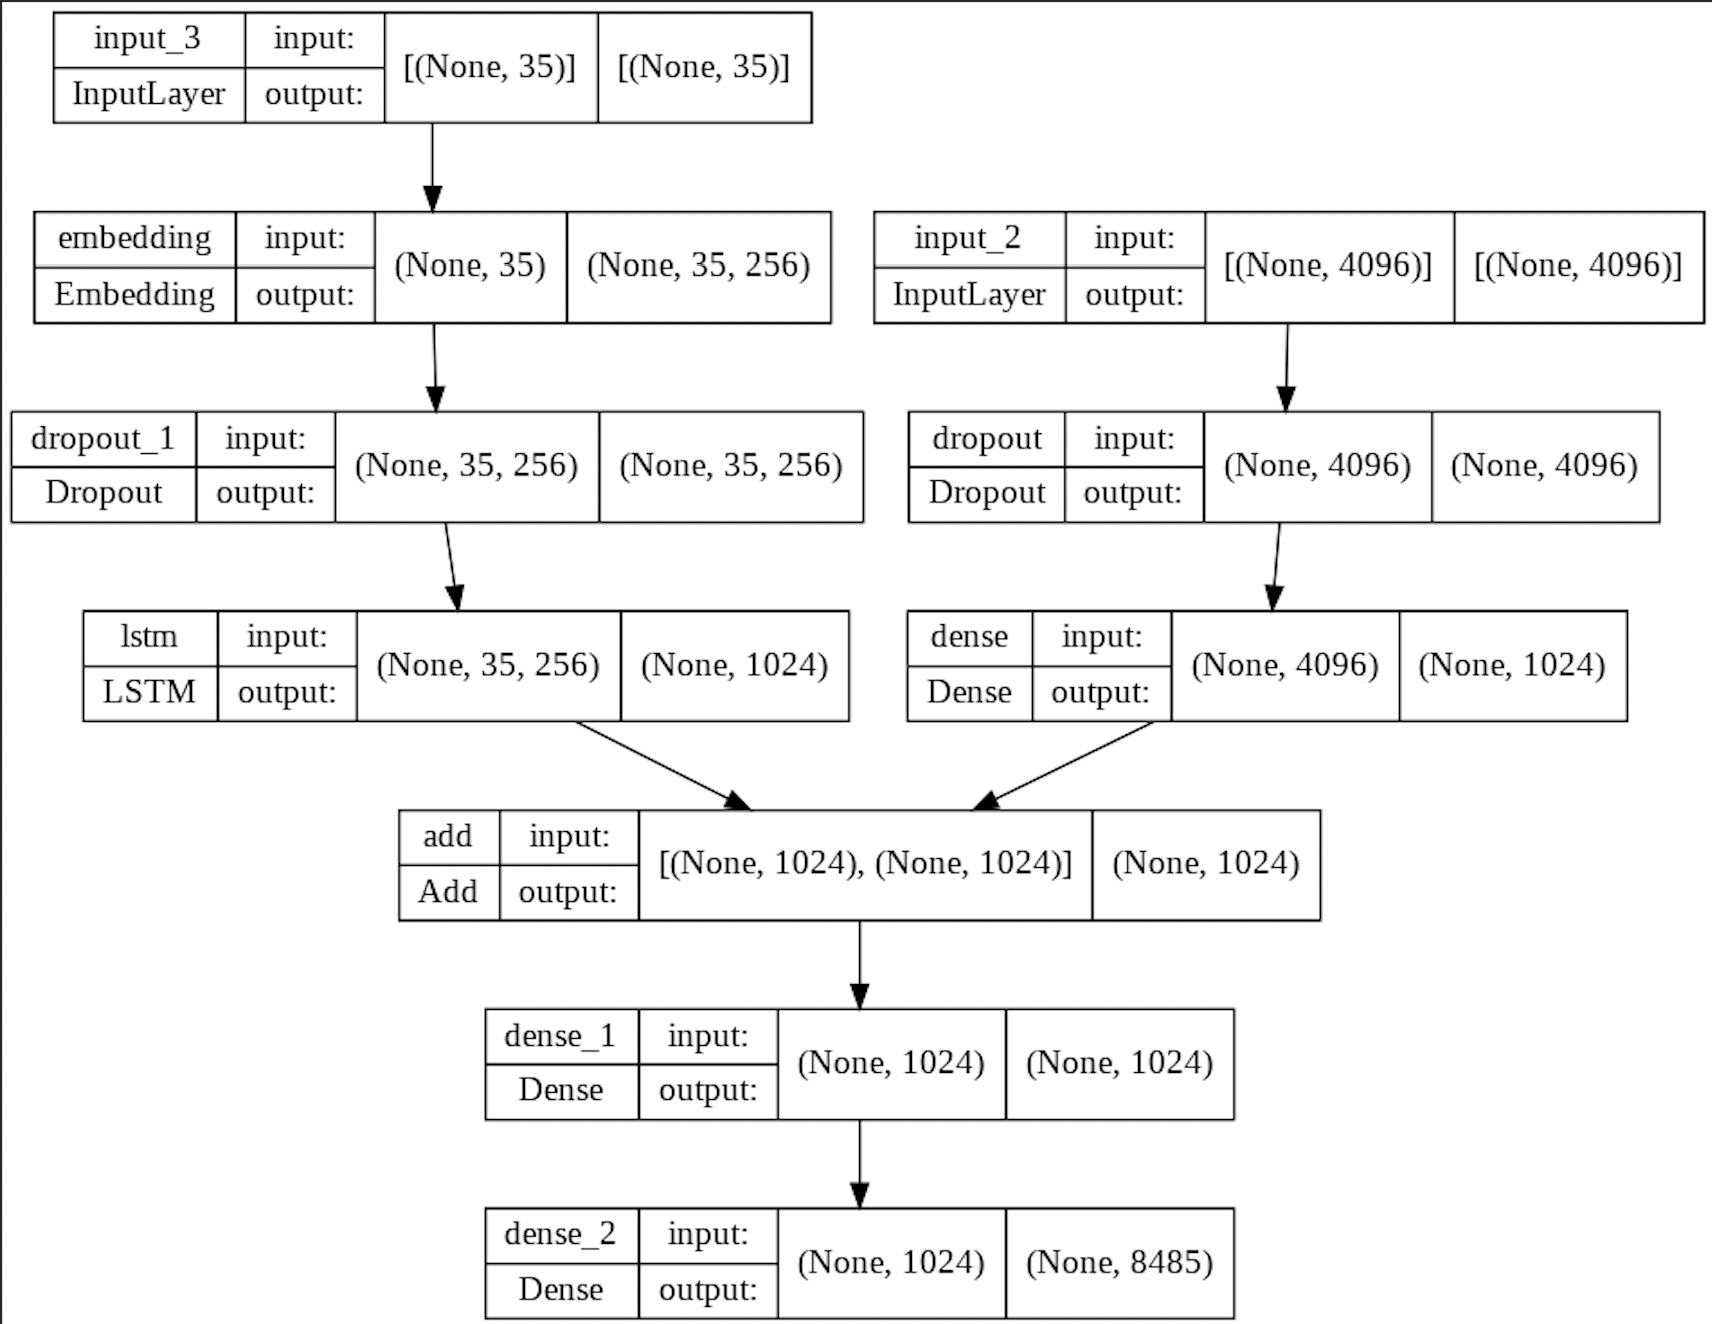 input_3 input: [(None, 35)] [(None, 35)]
InputLayer output:
embedding input: (None, 35) (None, 35, 256)
Embedding output:
input_2 input: [(None, 4096)] [(None, 4096)]
InputLayer output:
dropout_1 input: (None, 35, 256) (None, 35, 256)
Dropout output:
dropout input: (None, 4096) (None, 4096)
Dropout output:
lstm input: (None, 35, 256) (None, 1024)
LSTM output:
dense input: (None, 4096) (None, 1024)
Dense output:
add input: [(None, 1024), (None, 1024)] (None, 1024)
Add output:
dense_1 input: (None, 1024) (None, 1024)
Dense output:
dense_2 input: (None, 1024) (None, 8485)
Dense output: